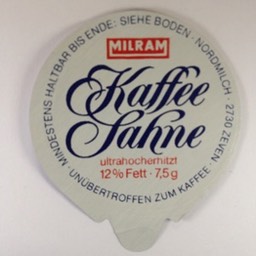 MINDESTENS HALTBAR BIS ENDE: SIEHE BODEN · NORDMILCH · 2730 ZEVEN · UNÜBERTROFFEN ZUM KAFFEE ·
MILRAM
Kaffee
Sahne
ultrahocherhitzt
12% Fett · 7,5g